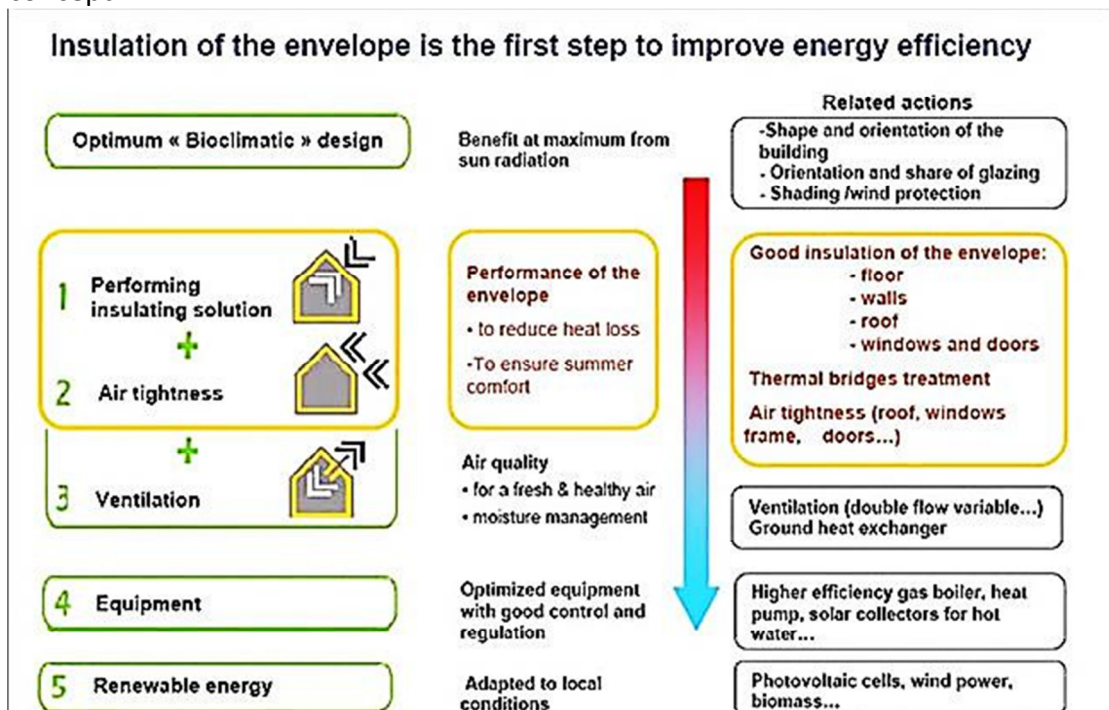 Insulation of the envelope is the first step to improve energy efficiency
Related actions
Optimum « Bioclimatic » design
Benefit at maximum from
sun radiation
-Shape and orientation of the
building
- Orientation and share of glazing
- Shading /wind protection
1
Performing
insulating solution
+
2
Air tightness
Performance of the
envelope
• to reduce heat loss
-To ensure summer
comfort
Good insulation of the envelope:
- floor
- walls
- roof
- windows and doors
Thermal bridges treatment
Air tightness (roof, windows
frame, doors...)
+
3
Ventilation
Air quality
• for a fresh & healthy air
• moisture management
Ventilation (double flow variable...)
Ground heat exchanger
4
Equipment
Optimized equipment
with good control and
regulation
Higher efficiency gas boiler, heat
pump, solar collectors for hot
water...
5
Renewable energy
Adapted to local
conditions
Photovoltaic cells, wind power,
biomass...